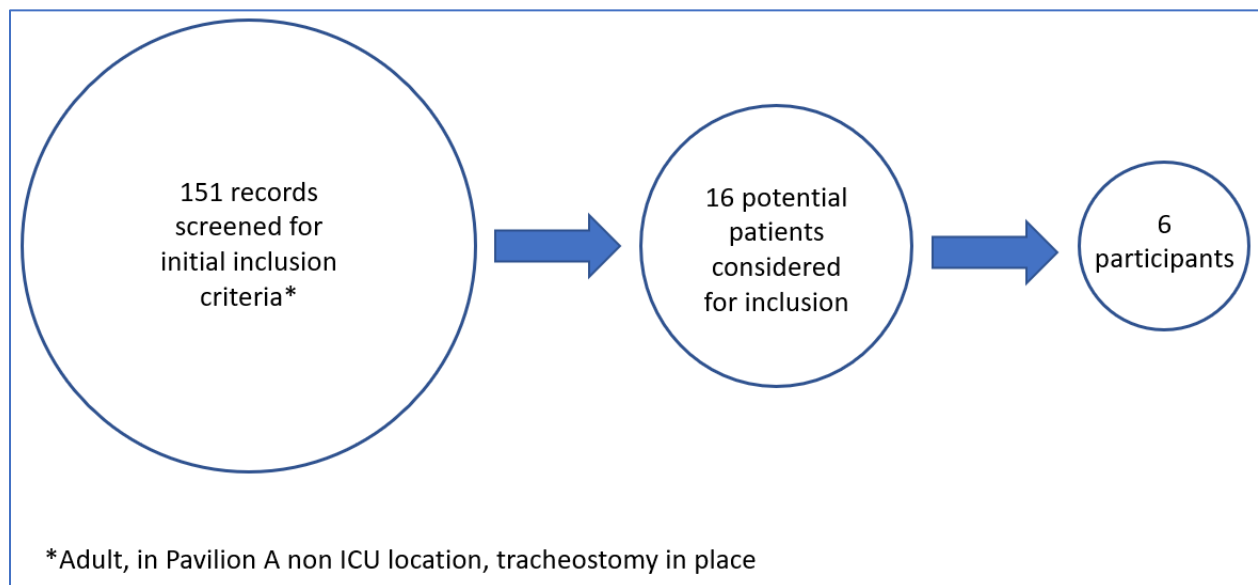 151 records
screened for
initial inclusion
criteria*
16 potential
patients
considered
for inclusion
6
participants
*Adult, in Pavilion A non ICU location, tracheostomy in place